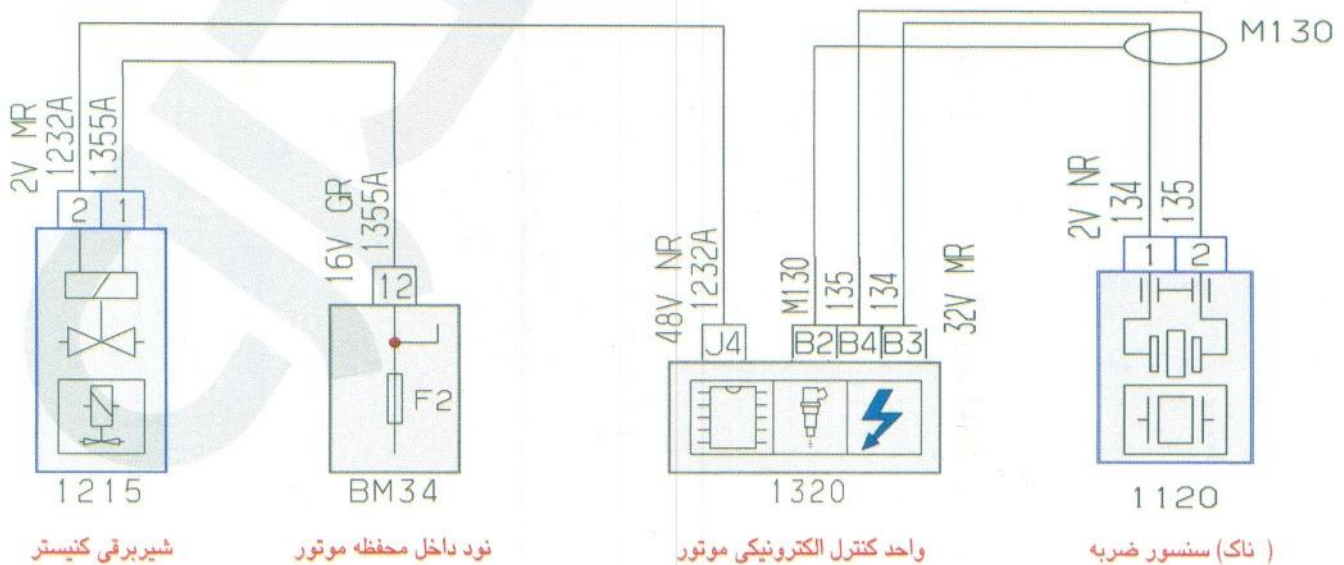 M130
2V MR
1232A
1355A
2 1
16V GR
1355A
12
F2
48V NR
1232A
M130
135
134
32V MR
J4 B2 B4 B3
2V NR
134
135
1 2
1215
BM34
1320
1120
شیربرقی کنیستر
نود داخل محفظه موتور
واحد کنترل الکترونیکی موتور
( ناک) سنسور ضربه